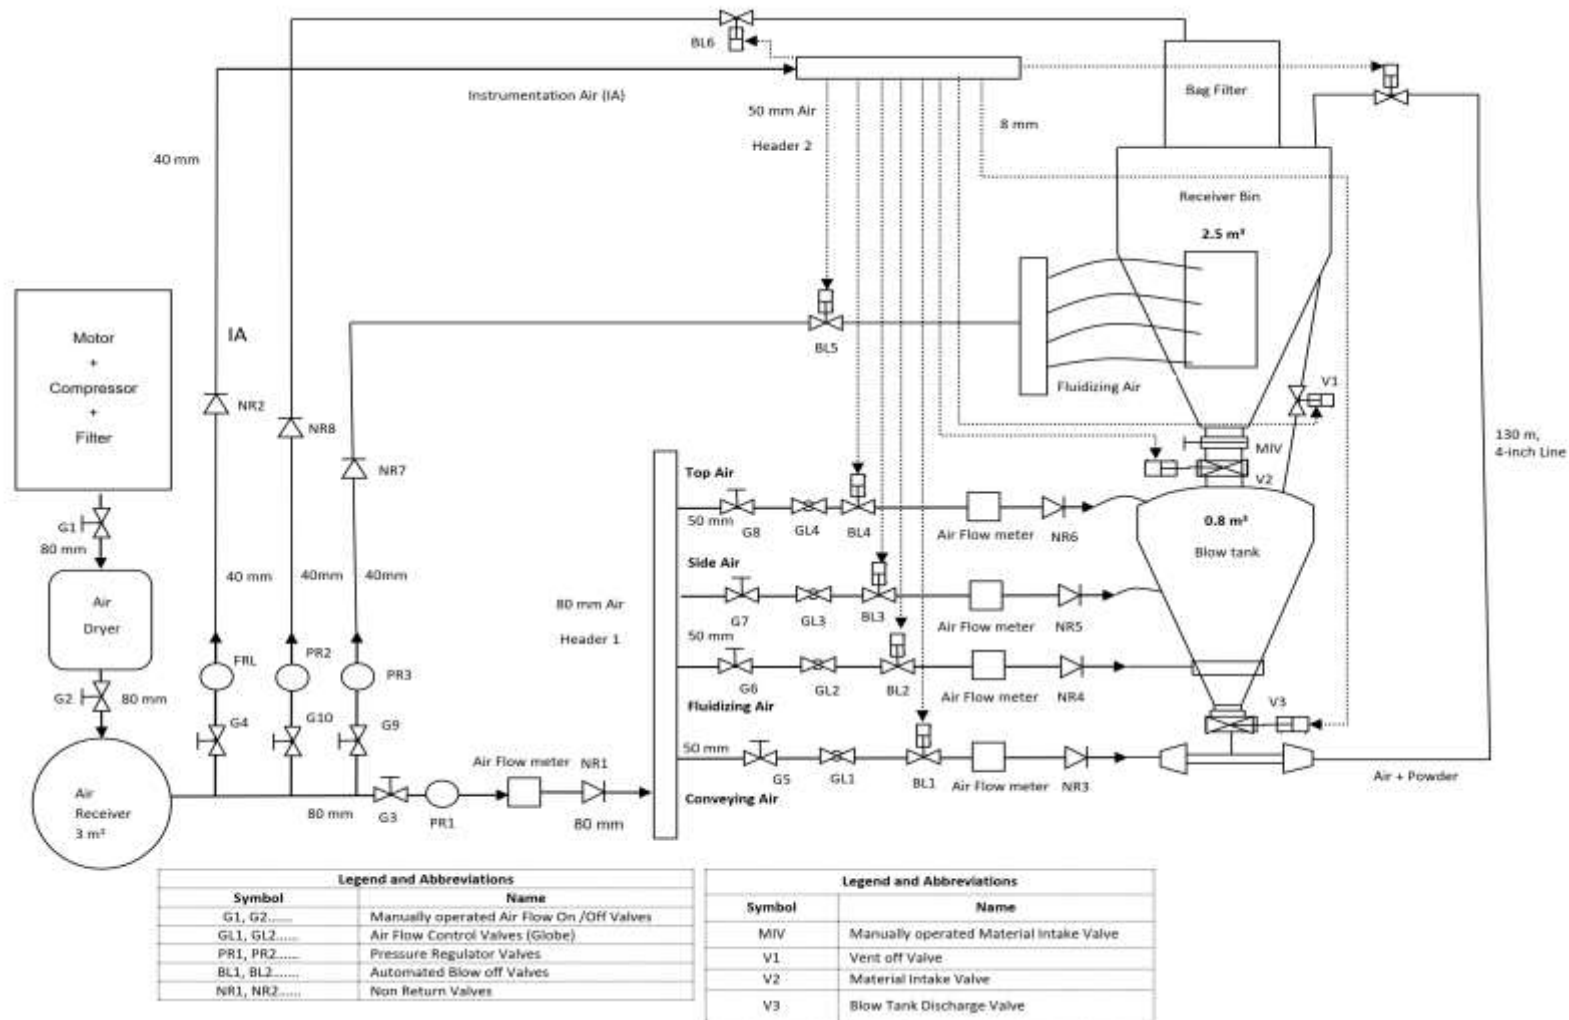 BL6
Instrumentation Air (IA)
50 mm Air
Header 2
8 mm
Bag Filter
40 mm
Receiver Bin
2.5 m³
Motor
+
Compressor
+
Filter
IA
BL5
Fluidizing Air
V1
NR2
NR8
NR7
MIV
V2
130 m,
4-inch Line
G1
80 mm
Top Air
50 mm
G8
GL4
BL4
Air Flow meter
NR6
0.8 m³
Blow tank
Air
Dryer
40 mm
40mm
40mm
Side Air
80 mm Air
Header 1
G7
GL3
BL3
Air Flow meter
NR5
50 mm
FRL
PR2
PR3
G2
80 mm
G6
GL2
BL2
Air Flow meter
NR4
Fluidizing Air
V3
G4
G10
G9
50 mm
G5
GL1
BL1
Air Flow meter
NR3
Air + Powder
Conveying Air
Air Flow meter
NR1
Air
Receiver
3 m³
80 mm
G3
PR1
80 mm
Legend and Abbreviations
Symbol Name
G1, G2...... Manually operated Air Flow On /Off Valves
GL1, GL2...... Air Flow Control Valves (Globe)
PR1, PR2...... Pressure Regulator Valves
BL1, BL2...... Automated Blow off Valves
NR1, NR2...... Non Return Valves
Legend and Abbreviations
Symbol Name
MIV Manually operated Material Intake Valve
V1 Vent off Valve
V2 Material Intake Valve
V3 Blow Tank Discharge Valve